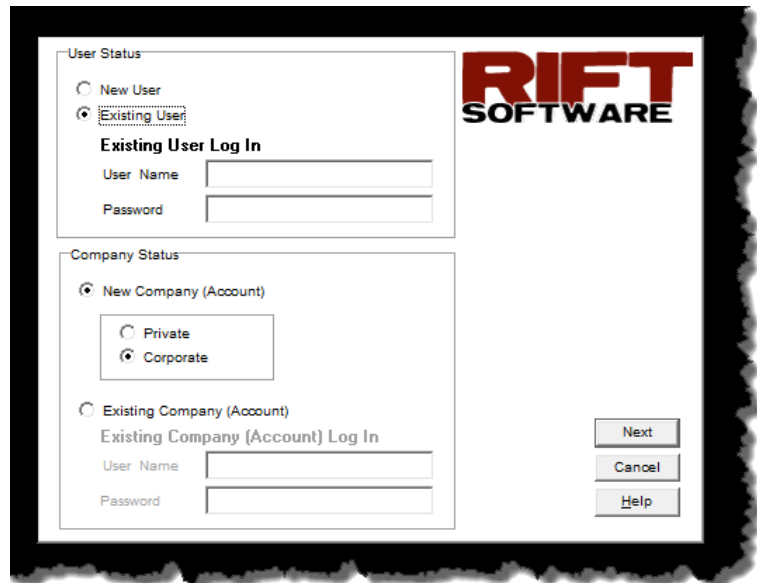 User Status
RIFT
SOFTWARE
New User
Existing User
Existing User Log In
User Name
Password
Company Status
New Company (Account)
Private
Corporate
Existing Company (Account)
Existing Company (Account) Log In
User Name
Password
Next
Cancel
Help